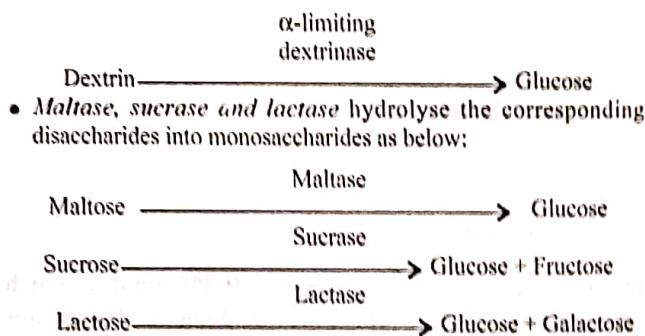 α-limiting
dextrinase
Dextrin Glucose
• Maltase, sucrase and lactase hydrolyse the corresponding
disaccharides into monosaccharides as below:
Maltase
Maltose Glucose
Sucrase
Sucrose Glucose + Fructose
Lactase
Lactose Glucose + Galactose